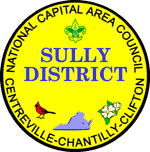 NATIONAL CAPITAL AREA COUNCIL
SULLY
DISTRICT
CENTREVILLE-CHANTILLY-CLIFTON